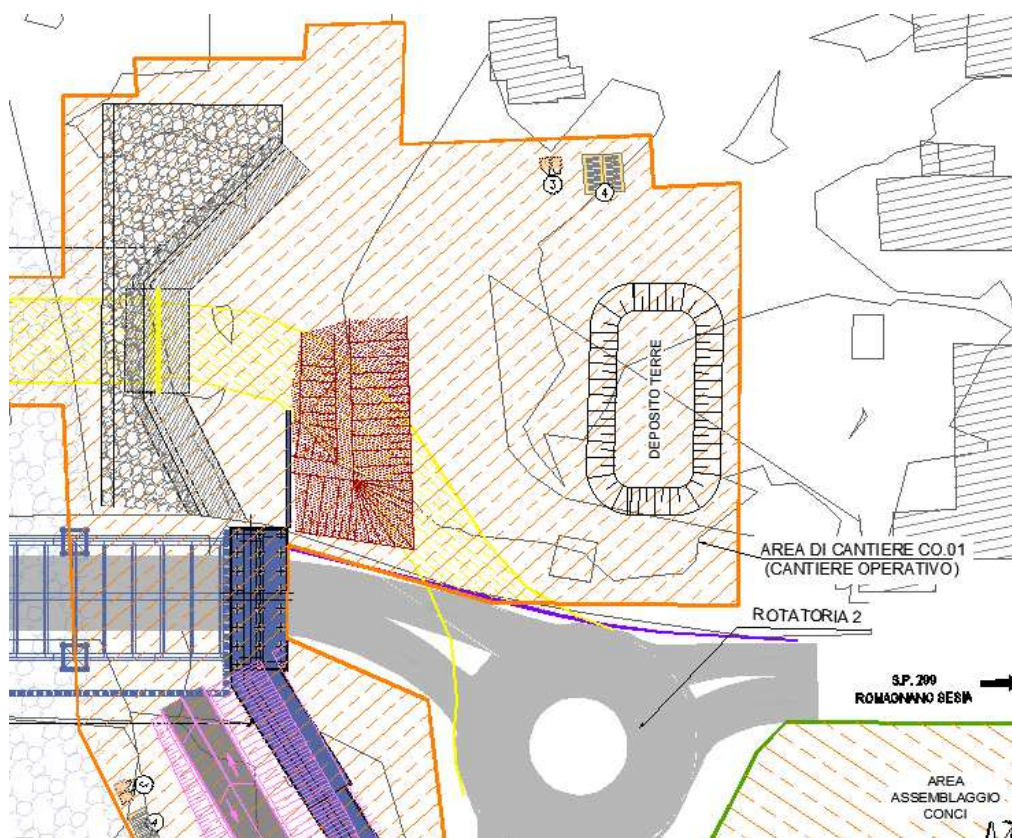 3
4
DEPOSITO TERRE
AREA DI CANTIERE CO.01
(CANTIERE OPERATIVO)
ROTATORIA 2
S.P. 299
ROMAGNANO SESIA
AREA
ASSEMBLAGGIO
CONCI
4